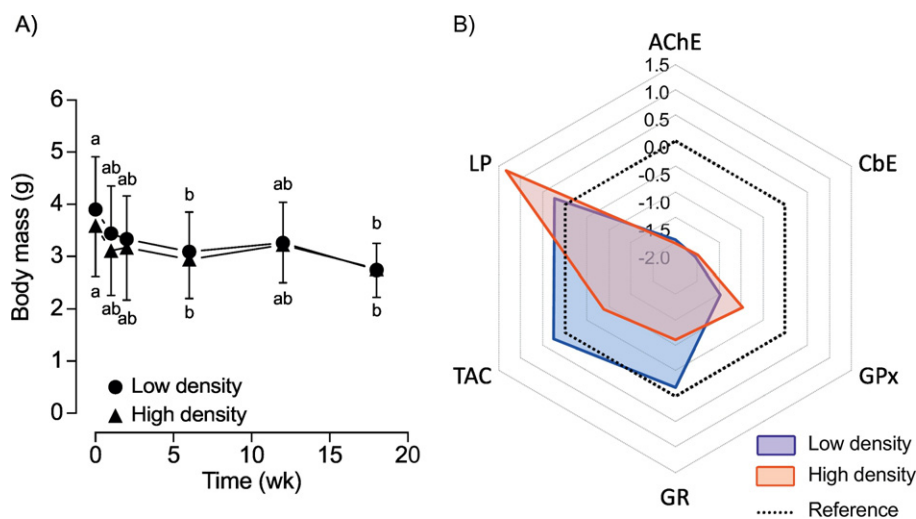 A)
Body mass (g)
6
5
4
3
2
1
0
a
ab
ab
b
ab
b
a
ab
ab
b
ab
b
Low density
High density
0
5
10
15
20
Time (wk)
B)
AChE
CbE
GPx
GR
TAC
LP
1.5
1.0
0.5
0.0
-0.5
-1.0
-1.5
-2.0
Low density
High density
Reference